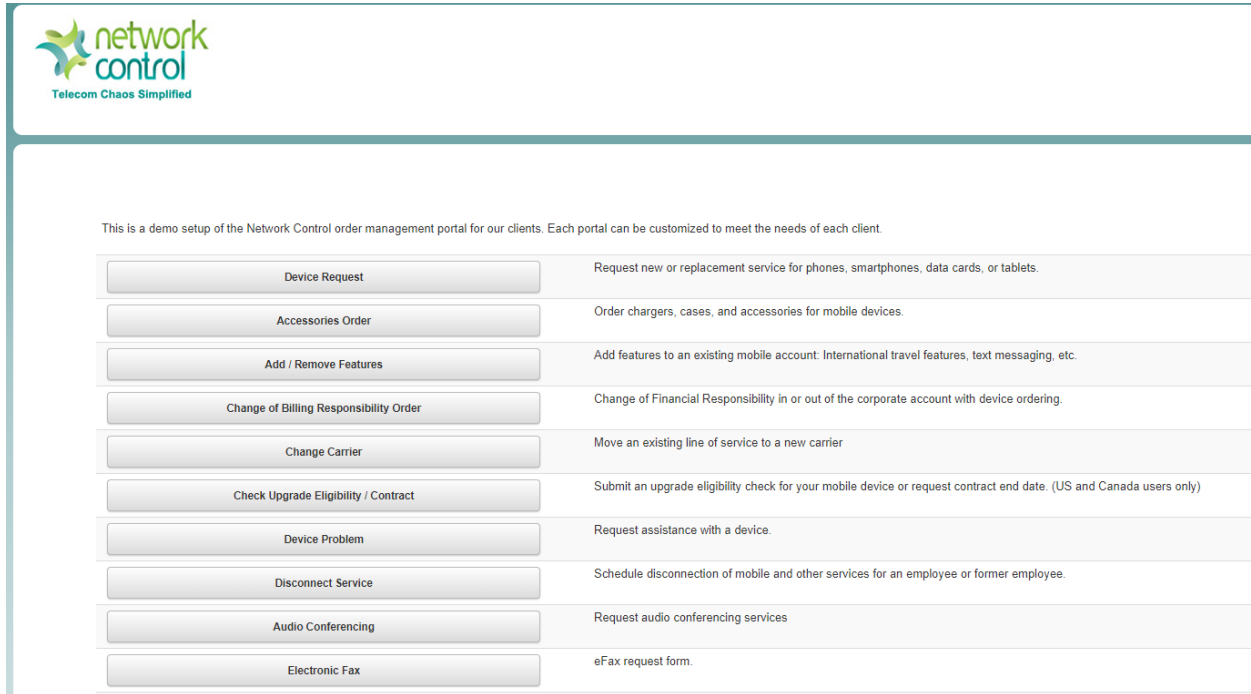 network
control
Telecom Chaos Simplified
This is a demo setup of the Network Control order management portal for our clients. Each portal can be customized to meet the needs of each client.
Device Request
Request new or replacement service for phones, smartphones, data cards, or tablets.
Accessories Order
Order chargers, cases, and accessories for mobile devices.
Add / Remove Features
Add features to an existing mobile account: International travel features, text messaging, etc.
Change of Billing Responsibility Order
Change of Financial Responsibility in or out of the corporate account with device ordering.
Change Carrier
Move an existing line of service to a new carrier
Check Upgrade Eligibility / Contract
Submit an upgrade eligibility check for your mobile device or request contract end date. (US and Canada users only)
Device Problem
Request assistance with a device.
Disconnect Service
Schedule disconnection of mobile and other services for an employee or former employee.
Audio Conferencing
Request audio conferencing services
Electronic Fax
eFax request form.